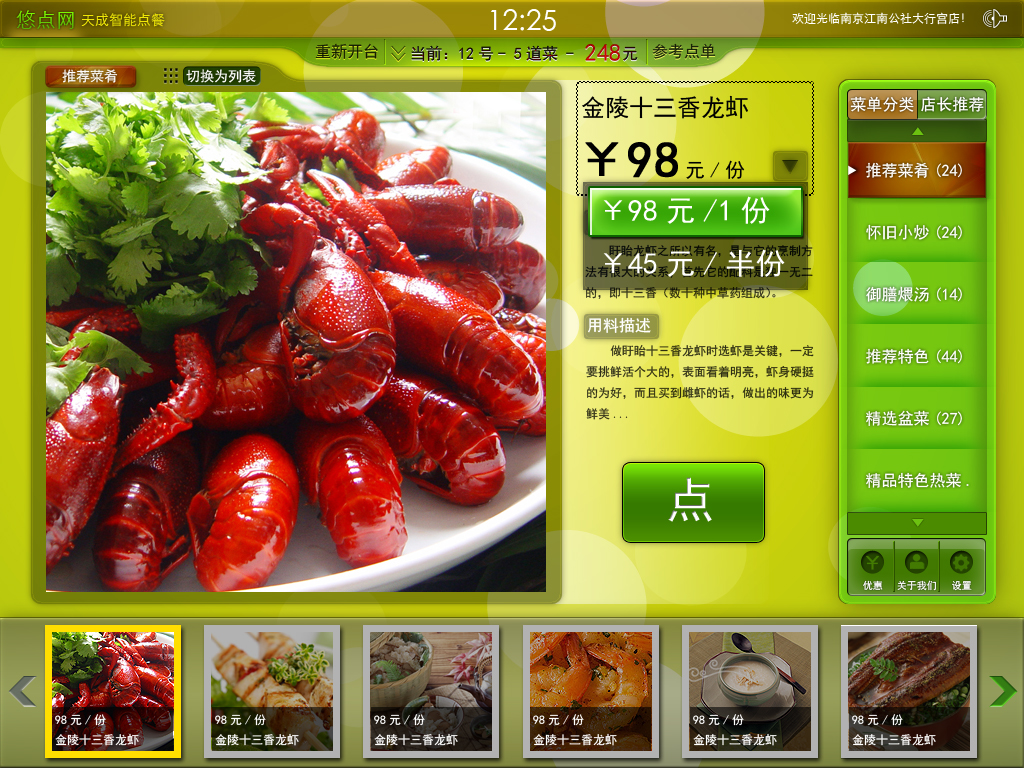 悠点网 天成智能点餐
12:25
欢迎光临南京江南公社大行宫店！
重新开台
当前：12 号 - 5 道菜 - 248元
参考点单
推荐菜肴
切换为列表
金陵十三香龙虾
￥98 元 / 份
￥98 元 /1 份
￥45 元 / 半份
盱眙龙虾之所以有名，是与它的烹制方
的，即十三香（数十种中草药组成）。
用料描述
做盱眙十三香龙虾时选虾是关键，一定
要挑鲜活个大的，表面看着明亮，虾身硬挺
的为好，而且买到雌虾的话，做出的味更为
鲜美 . . .
点
菜单分类
店长推荐
推荐菜肴 (24)
怀旧小炒 (24)
御膳煨汤 (14)
推荐特色 (44)
精选盆菜 (27)
精品特色热菜 .
优惠
关于我们
设置
98 元 / 份
金陵十三香龙虾
98 元 / 份
金陵十三香龙虾
98 元 / 份
金陵十三香龙虾
98 元 / 份
金陵十三香龙虾
98 元 / 份
金陵十三香龙虾
98 元 / 份
金陵十三香龙虾